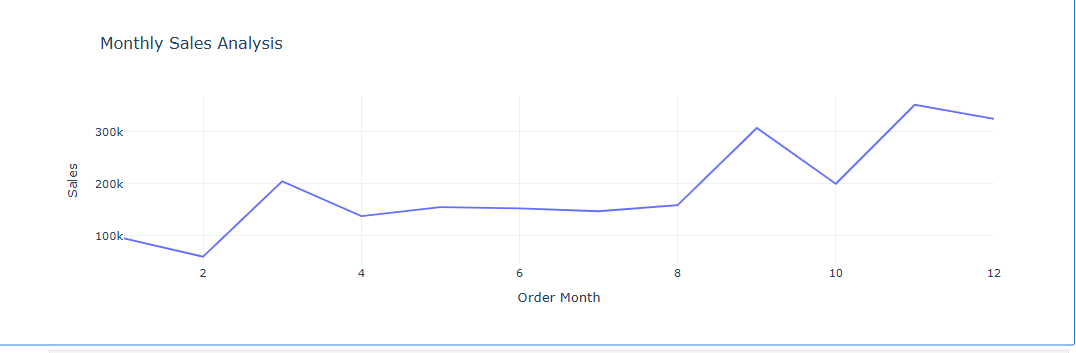 Monthly Sales Analysis
300k
200k
100k
Sales
2 4 6 8 10 12
Order Month